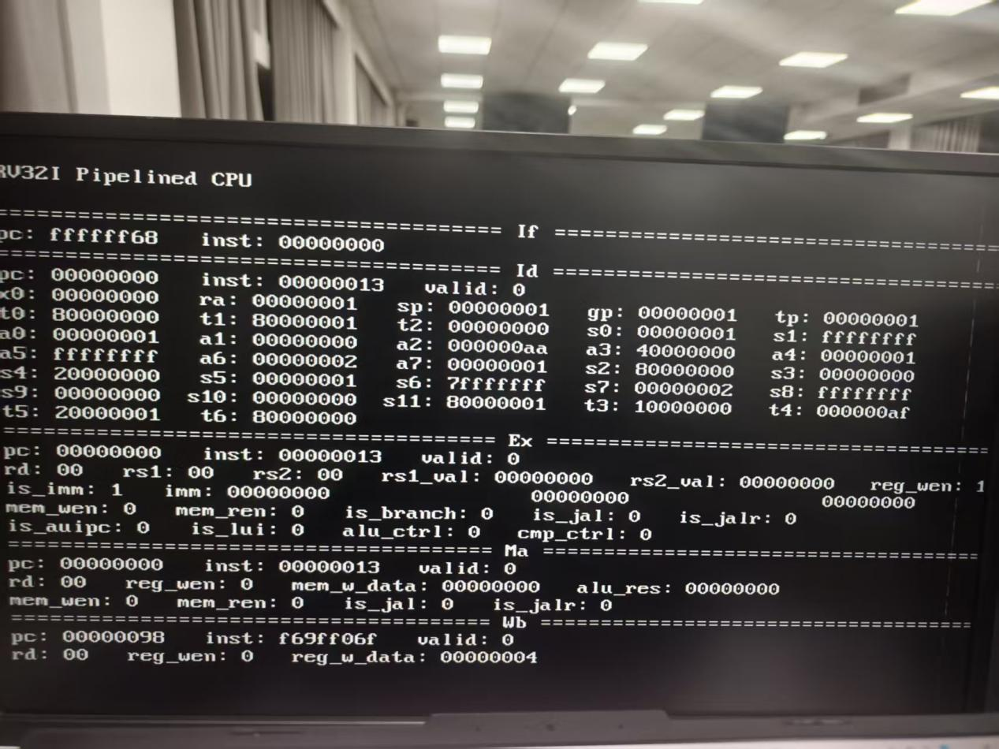 RV32I Pipelined CPU
======================================= If ===================================
pc: ffffff68 inst: 00000000
======================================= Id ===================================
pc: 00000000 inst: 00000013 valid: 0
x0: 00000000 ra: 00000001 sp: 00000001 gp: 00000001 tp: 00000001
t0: 80000000 t1: 80000001 t2: 00000000 s0: 00000001 s1: ffffffff
a0: 00000001 a1: 00000000 a2: 000000aa a3: 40000000 a4: 00000001
a5: ffffffff a6: 00000002 a7: 00000001 s2: 80000000 s3: 00000000
s4: 20000000 s5: 00000001 s6: 7fffffff s7: 00000002 s8: ffffffff
s9: 00000000 s10: 00000000 s11: 80000001 t3: 10000000 t4: 000000af
t5: 20000001 t6: 80000000
======================================= Ex ===================================
pc: 00000000 inst: 00000013 valid: 0
rd: 00 rs1: 00 rs2: 00 rs1_val: 00000000 rs2_val: 00000000 reg_wen: 1
is_imm: 1 imm: 00000000 00000000 00000000
mem_wen: 0 mem_ren: 0 is_branch: 0 is_jal: 0 is_jalr: 0
is_auipc: 0 is_lui: 0 alu_ctrl: 0 cmp_ctrl: 0
======================================= Ma ===================================
pc: 00000000 inst: 00000013 valid: 0
rd: 00 reg_wen: 0 mem_w_data: 00000000 alu_res: 00000000
mem_wen: 0 mem_ren: 0 is_jal: 0 is_jalr: 0
======================================= Wb ===================================
pc: 00000098 inst: f69ff06f valid: 0
rd: 00 reg_wen: 0 reg_w_data: 00000004